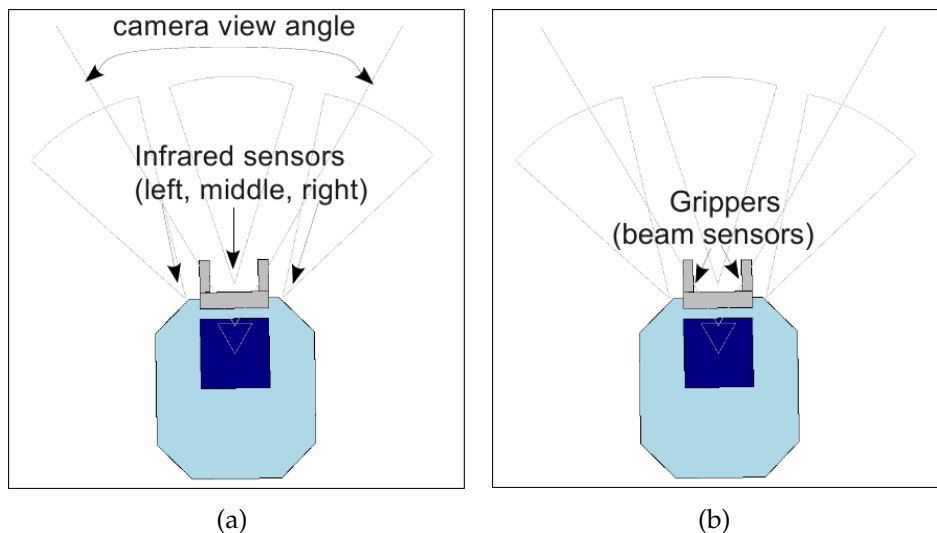 camera view angle
Infrared sensors
(left, middle, right)
(a)
Grippers
(beam sensors)
(b)